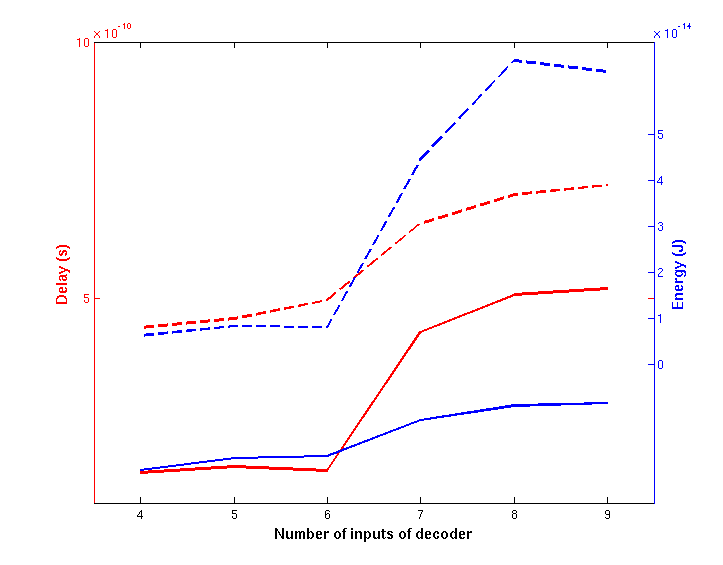 ×10^-10
×10^-14
10
5
5
4
3
2
1
0
Delay (s)
Energy (J)
4 5 6 7 8 9
Number of inputs of decoder